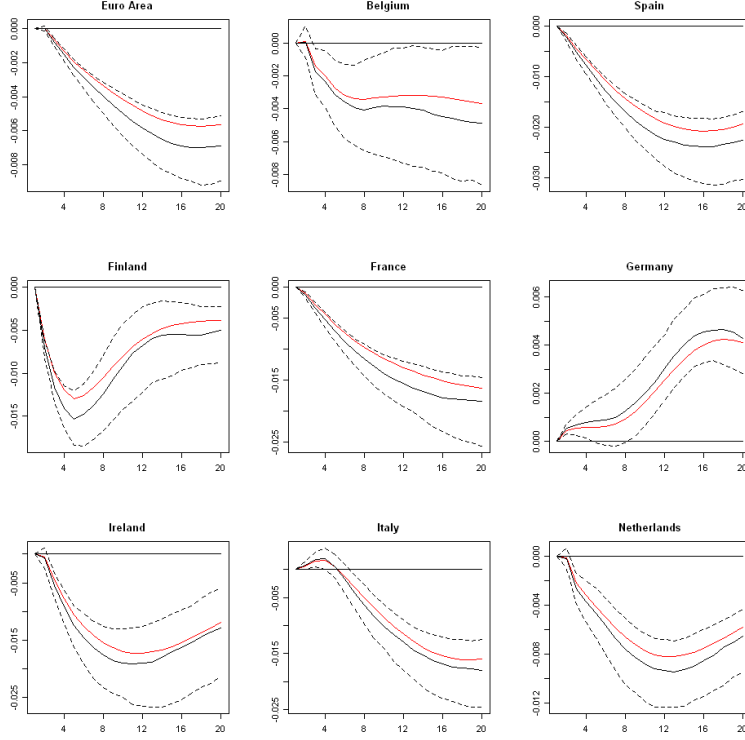 Euro Area
Belgium
Spain
0.000
-0.002
-0.004
-0.006
-0.008
4 8 12 16 20
0.000
-0.002
-0.004
-0.006
-0.008
4 8 12 16 20
0.000
-0.010
-0.020
-0.030
4 8 12 16 20
Finland
France
Germany
0.000
-0.005
-0.010
-0.015
4 8 12 16 20
0.000
-0.005
-0.015
-0.025
4 8 12 16 20
0.006
0.004
0.002
0.000
4 8 12 16 20
Ireland
Italy
Netherlands
-0.005
-0.015
-0.025
4 8 12 16 20
-0.005
-0.015
-0.025
4 8 12 16 20
0.000
-0.004
-0.008
-0.012
4 8 12 16 20